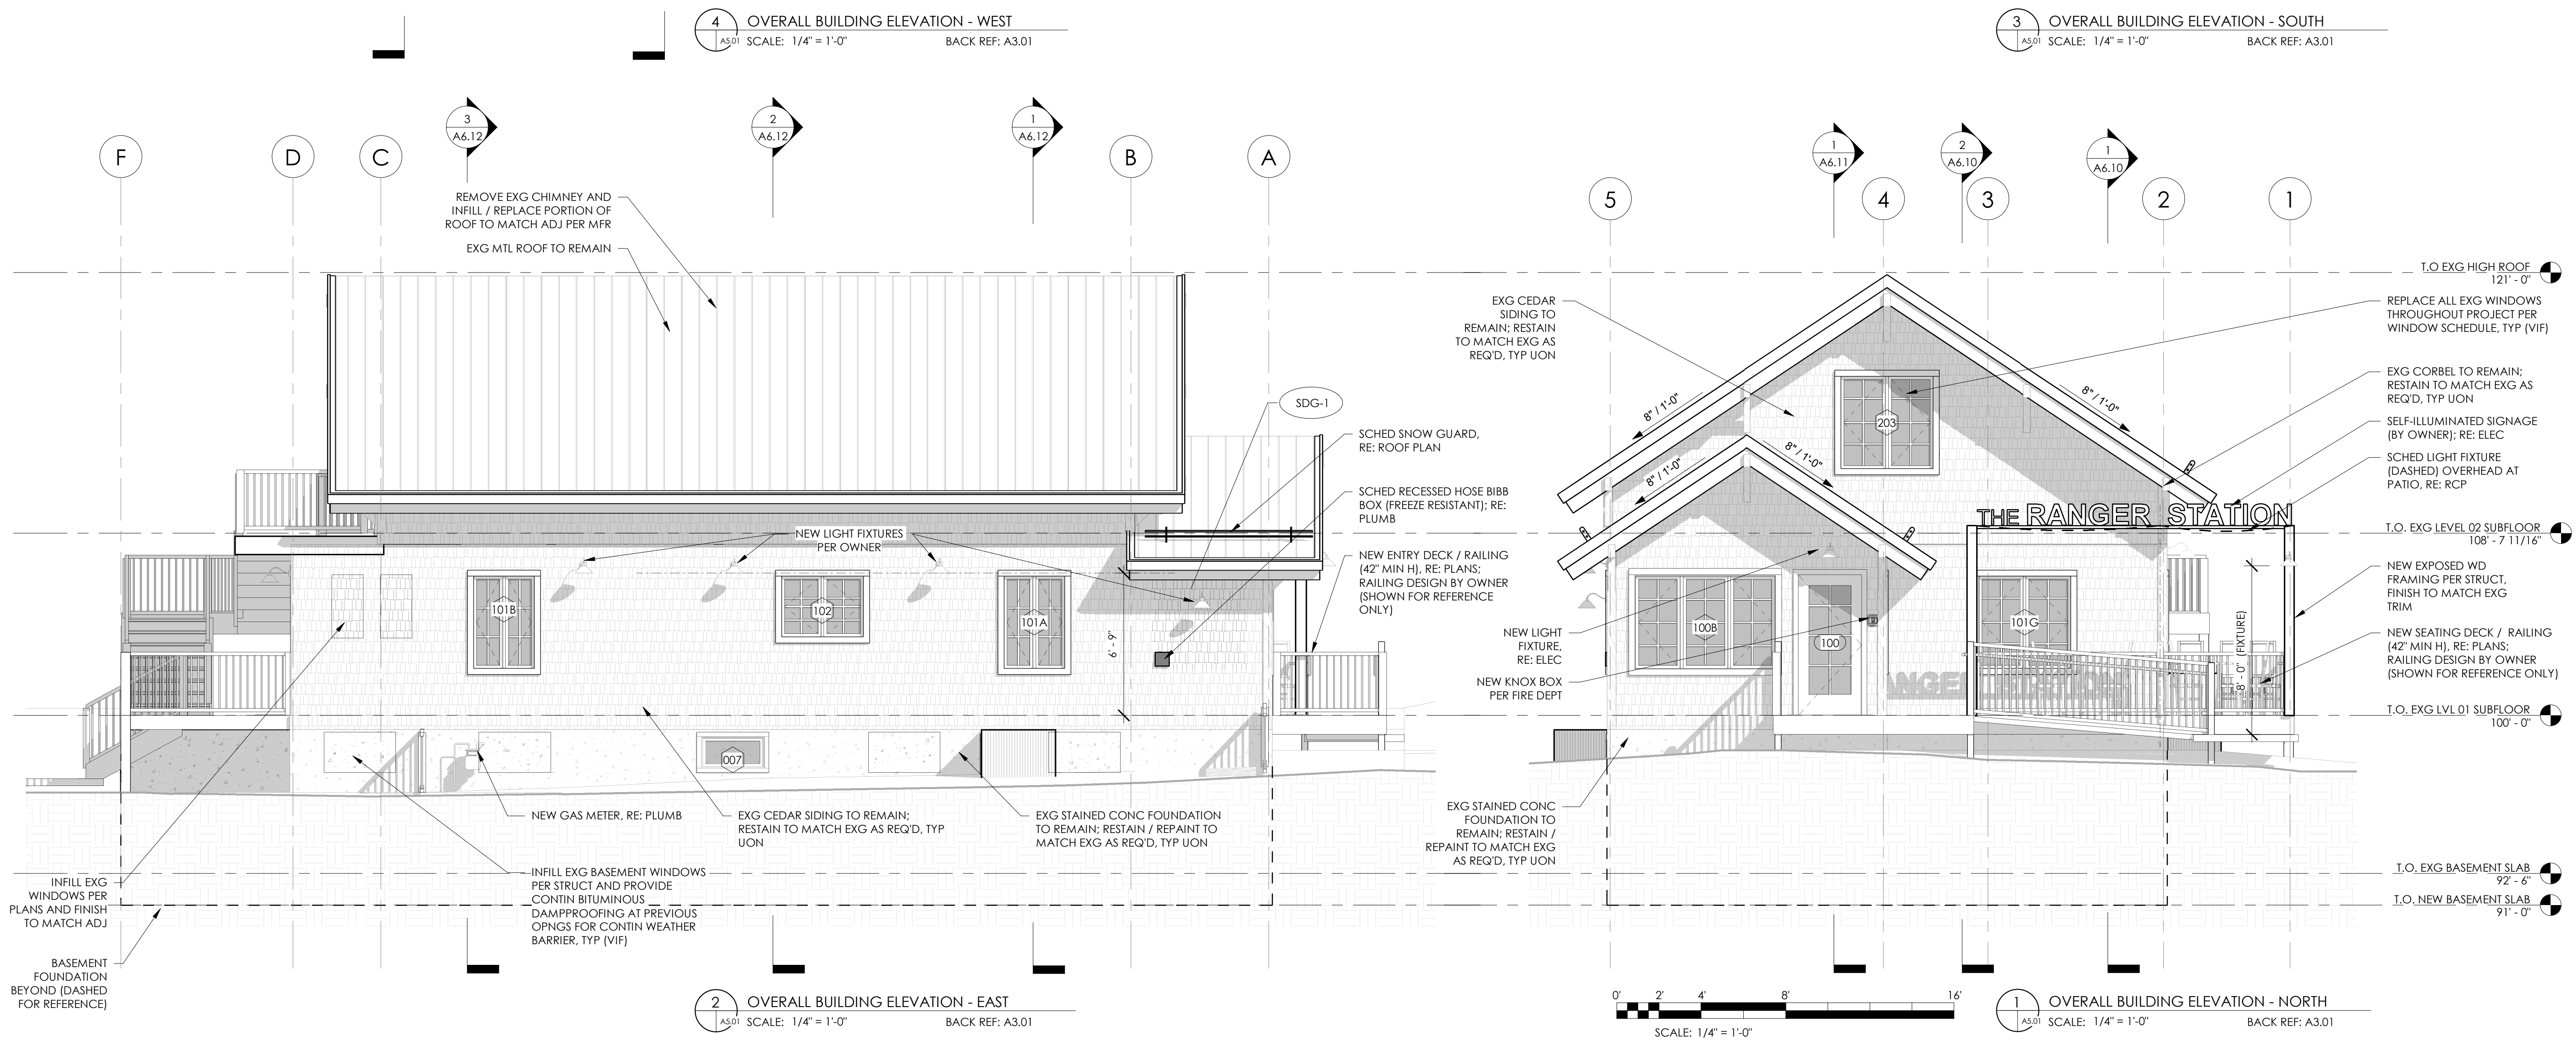 4
A5.01
OVERALL BUILDING ELEVATION - WEST
SCALE: 1/4" = 1'-0"
BACK REF: A3.01
3
A5.01
OVERALL BUILDING ELEVATION - SOUTH
SCALE: 1/4" = 1'-0"
BACK REF: A3.01
F
D
C
3
A6.12
2
A6.12
1
A6.12
B
A
REMOVE EXG CHIMNEY AND
INFILL / REPLACE PORTION OF
ROOF TO MATCH ADJ PER MFR
EXG MTL ROOF TO REMAIN
SDG-1
SCHED SNOW GUARD,
RE: ROOF PLAN
SCHED RECESSED HOSE BIBB
BOX (FREEZE RESISTANT); RE:
PLUMB
NEW LIGHT FIXTURES
PER OWNER
NEW ENTRY DECK / RAILING
(42" MIN H), RE: PLANS;
RAILING DESIGN BY OWNER
(SHOWN FOR REFERENCE
ONLY)
101B
102
101A
6' - 9"
007
NEW GAS METER, RE: PLUMB
EXG CEDAR SIDING TO REMAIN;
RESTAIN TO MATCH EXG AS REQ'D, TYP
UON
EXG STAINED CONC FOUNDATION
TO REMAIN; RESTAIN / REPAINT TO
MATCH EXG AS REQ'D, TYP UON
INFILL EXG BASEMENT WINDOWS
PER STRUCT AND PROVIDE
CONTIN BITUMINOUS
DAMPPROOFING AT PREVIOUS
OPNGS FOR CONTIN WEATHER
BARRIER, TYP (VIF)
INFILL EXG
WINDOWS PER
PLANS AND FINISH
TO MATCH ADJ
BASEMENT
FOUNDATION
BEYOND (DASHED
FOR REFERENCE)
2
A5.01
OVERALL BUILDING ELEVATION - EAST
SCALE: 1/4" = 1'-0"
BACK REF: A3.01
1
A6.11
2
A6.10
1
A6.10
5
4
3
2
1
EXG CEDAR
SIDING TO
REMAIN; RESTAIN
TO MATCH EXG AS
REQ'D, TYP UON
8" / 1'-0"
8" / 1'-0"
8" / 1'-0"
8" / 1'-0"
203
THE RANGER STATION
100B
100
101G
ANGER
8' - 0" (FIXTURE)
NEW LIGHT
FIXTURE,
RE: ELEC
NEW KNOX BOX
PER FIRE DEPT
EXG STAINED CONC
FOUNDATION TO
REMAIN; RESTAIN /
REPAINT TO MATCH EXG
AS REQ'D, TYP UON
T.O EXG HIGH ROOF
121' - 0"
REPLACE ALL EXG WINDOWS
THROUGHOUT PROJECT PER
WINDOW SCHEDULE, TYP (VIF)
EXG CORBEL TO REMAIN;
RESTAIN TO MATCH EXG AS
REQ'D, TYP UON
SELF-ILLUMINATED SIGNAGE
(BY OWNER); RE: ELEC
SCHED LIGHT FIXTURE
(DASHED) OVERHEAD AT
PATIO, RE: RCP
T.O. EXG LEVEL 02 SUBFLOOR
108' - 7 11/16"
NEW EXPOSED WD
FRAMING PER STRUCT,
FINISH TO MATCH EXG
TRIM
NEW SEATING DECK / RAILING
(42" MIN H), RE: PLANS;
RAILING DESIGN BY OWNER
(SHOWN FOR REFERENCE ONLY)
T.O. EXG LVL 01 SUBFLOOR
100' - 0"
T.O. EXG BASEMENT SLAB
92' - 6"
T.O. NEW BASEMENT SLAB
91' - 0"
0' 2' 4' 8' 16'
SCALE: 1/4" = 1'-0"
1
A5.01
OVERALL BUILDING ELEVATION - NORTH
SCALE: 1/4" = 1'-0"
BACK REF: A3.01